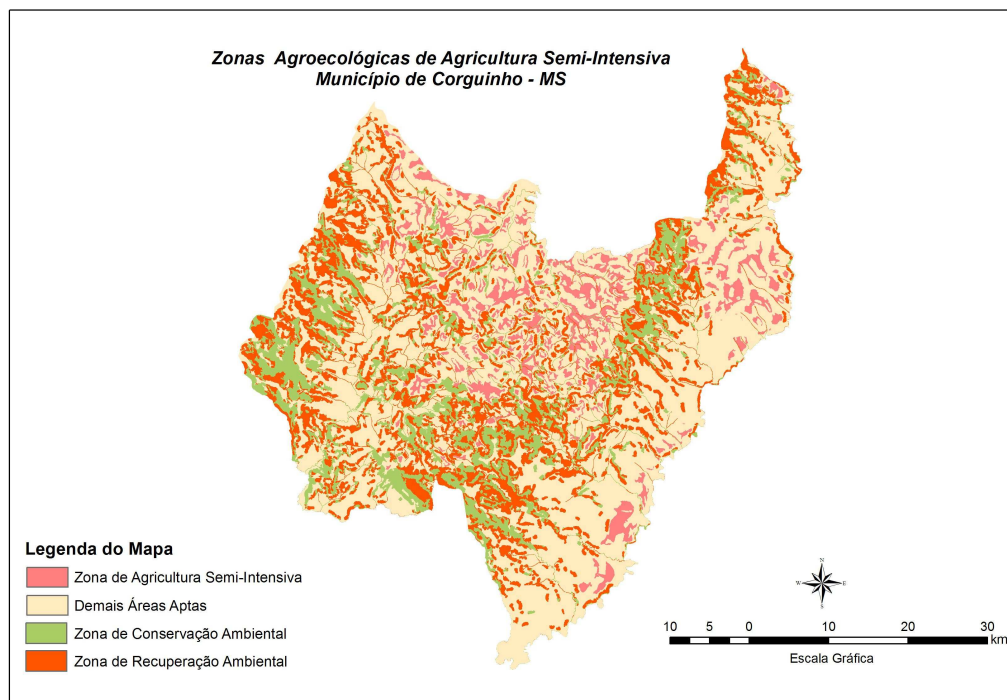 Zonas Agroecológicas de Agricultura Semi-Intensiva
Município de Corguinho - MS
Legenda do Mapa
Zona de Agricultura Semi-Intensiva
Demais Áreas Aptas
Zona de Conservação Ambiental
Zona de Recuperação Ambiental
N
W E
S
10 5 0 10 20 30
km
Escala Gráfica